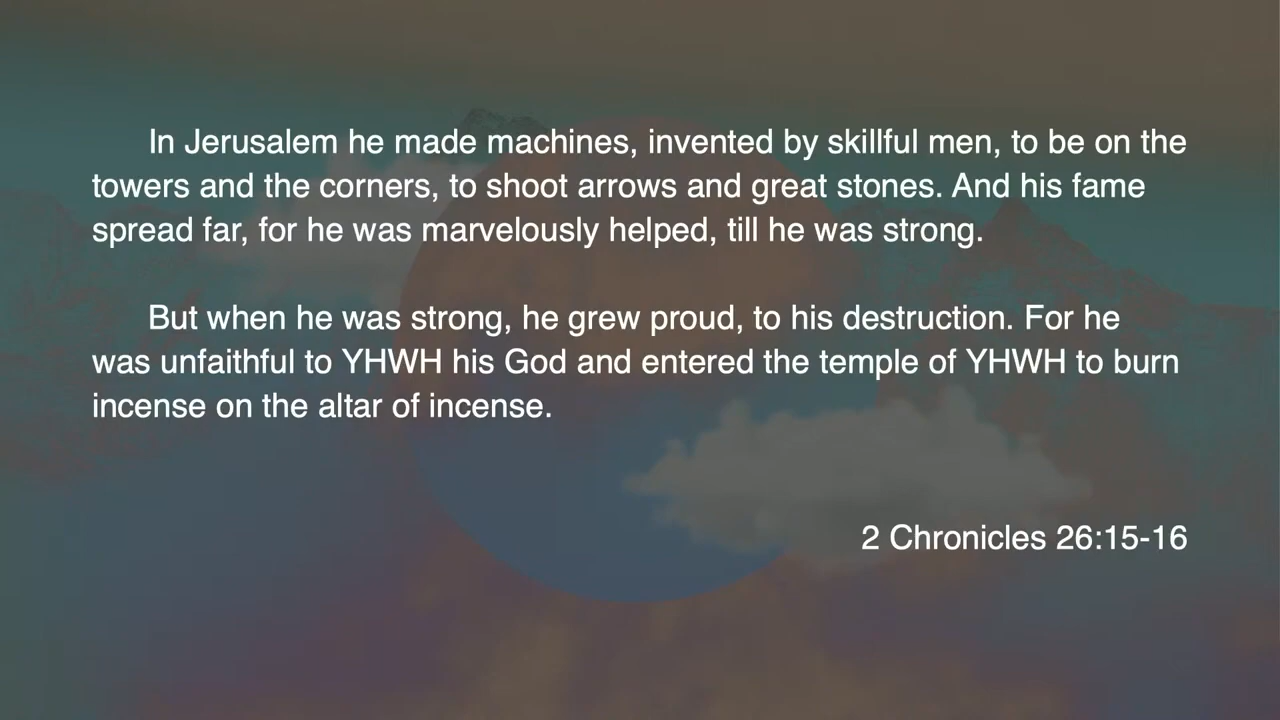 In Jerusalem he made machines, invented by skillful men, to be on the
towers and the corners, to shoot arrows and great stones. And his fame
spread far, for he was marvelously helped, till he was strong.
But when he was strong, he grew proud, to his destruction. For he
was unfaithful to YHWH his God and entered the temple of YHWH to burn
incense on the altar of incense.
2 Chronicles 26:15-16